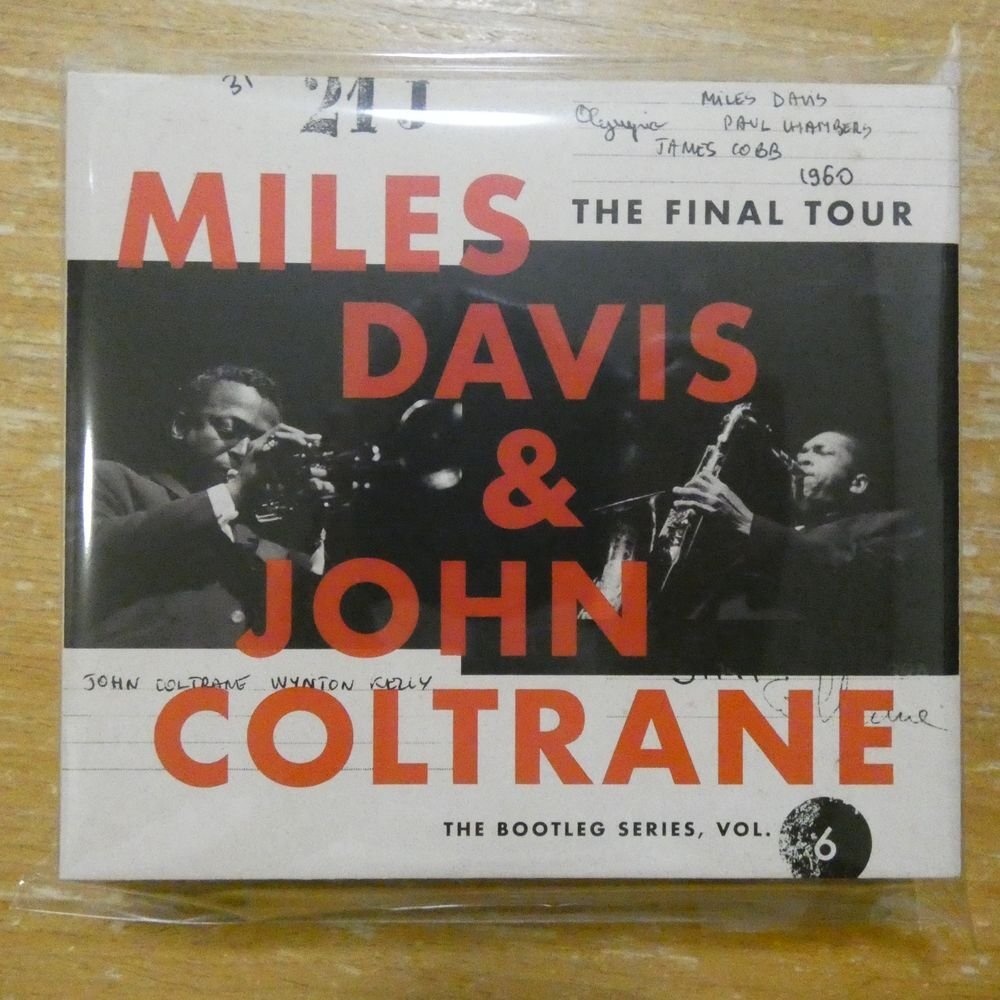 31 21 J
MILES DAVIS
Olympia PAUL CHAMBERS
JAMES COBB
1960
THE FINAL TOUR
MILES
DAVIS
&
JOHN
COLTRANE
JOHN COLTRANE WYNTON KELLY
THE BOOTLEG SERIES, VOL. 6